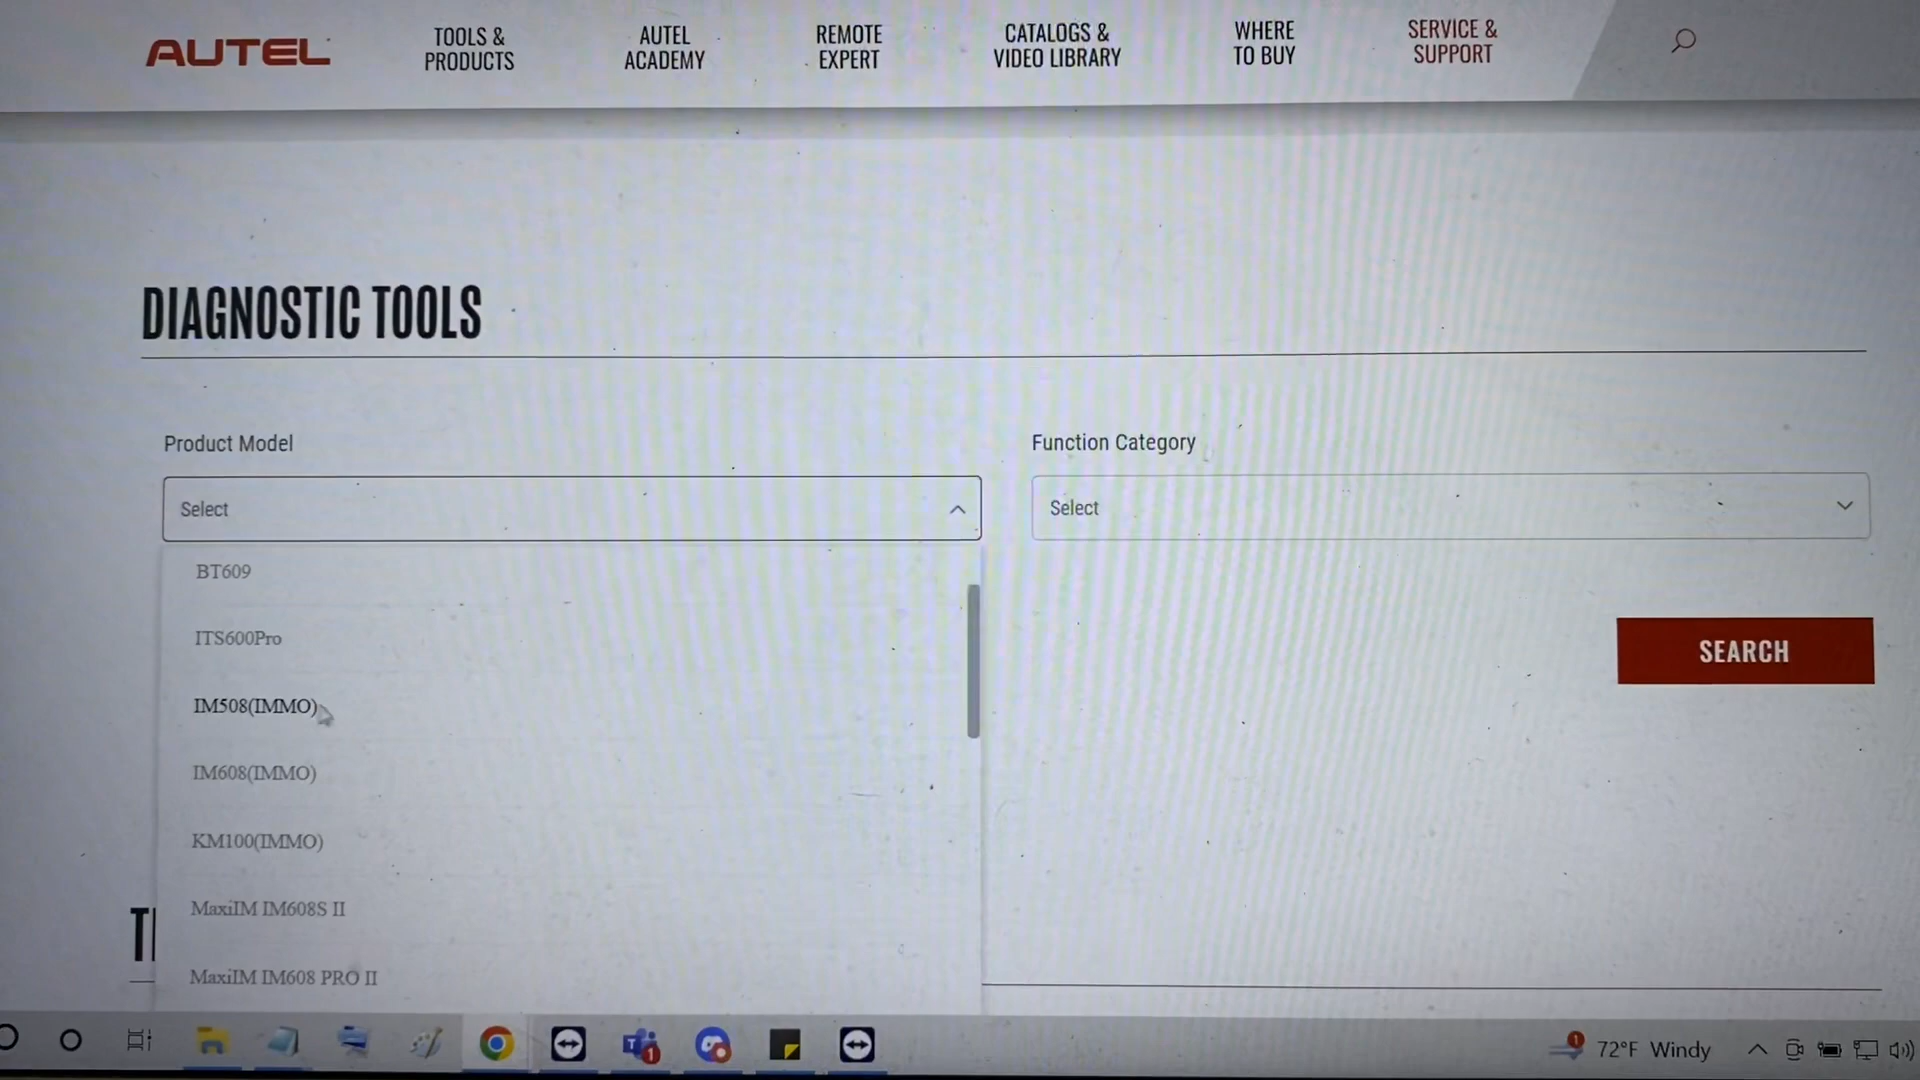 AUTEL
TOOLS &
PRODUCTS
AUTEL
ACADEMY
REMOTE
EXPERT
CATALOGS &
VIDEO LIBRARY
WHERE
TO BUY
SERVICE &
SUPPORT
DIAGNOSTIC TOOLS
Product Model
Function Category
Select
Select
BT609
ITS600Pro
SEARCH
IM508(IMMO)
IM608(IMMO)
KM100(IMMO)
MaxiIM IM608S II
MaxiIM IM608 PRO II
1
1
72°F Windy